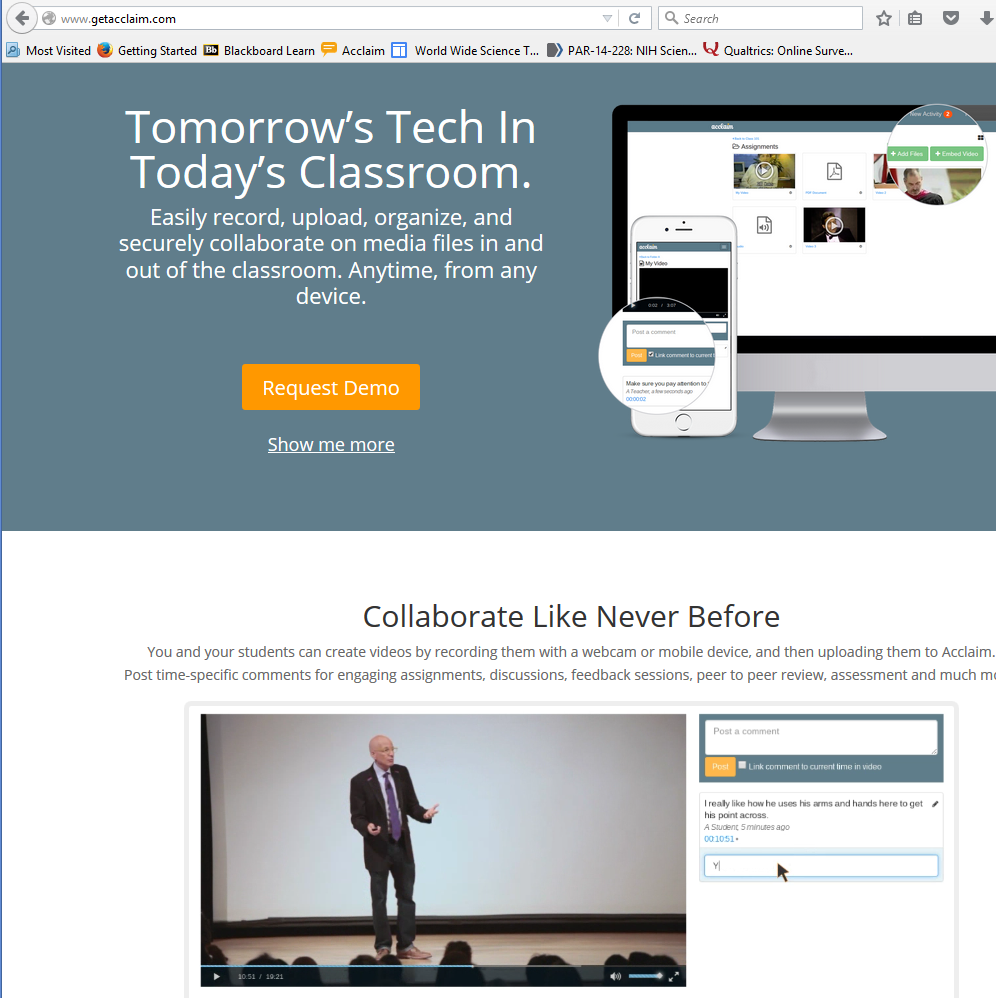 www.getacclaim.com
Search
Most Visited Getting Started Bb Blackboard Learn Acclaim World Wide Science T... PAR-14-228: NIH Scien... Qualtrics: Online Surve...
Tomorrow's Tech In
Today's Classroom.
Easily record, upload, organize, and
securely collaborate on media files in and
out of the classroom. Anytime, from any
device.
Request Demo
Show me more
acclaim
New Activity 2
Assignments
+ Add Files + Embed Video
My Video
PDF Document
Video 2
Video 3
acclaim
My Video
0:02 / 3:07
Post a comment
Post Link comment to current
Make sure you pay attention to
A Teacher, a few seconds ago
00:00:02
Collaborate Like Never Before
You and your students can create videos by recording them with a webcam or mobile device, and then uploading them to Acclaim.
Post time-specific comments for engaging assignments, discussions, feedback sessions, peer to peer review, assessment and much mo
Post a comment
Post Link comment to current time in video
I really like how he uses his arms and hands here to get
his point across.
A Student, 5 minutes ago
00:10:51
Y
10:51 / 19:21